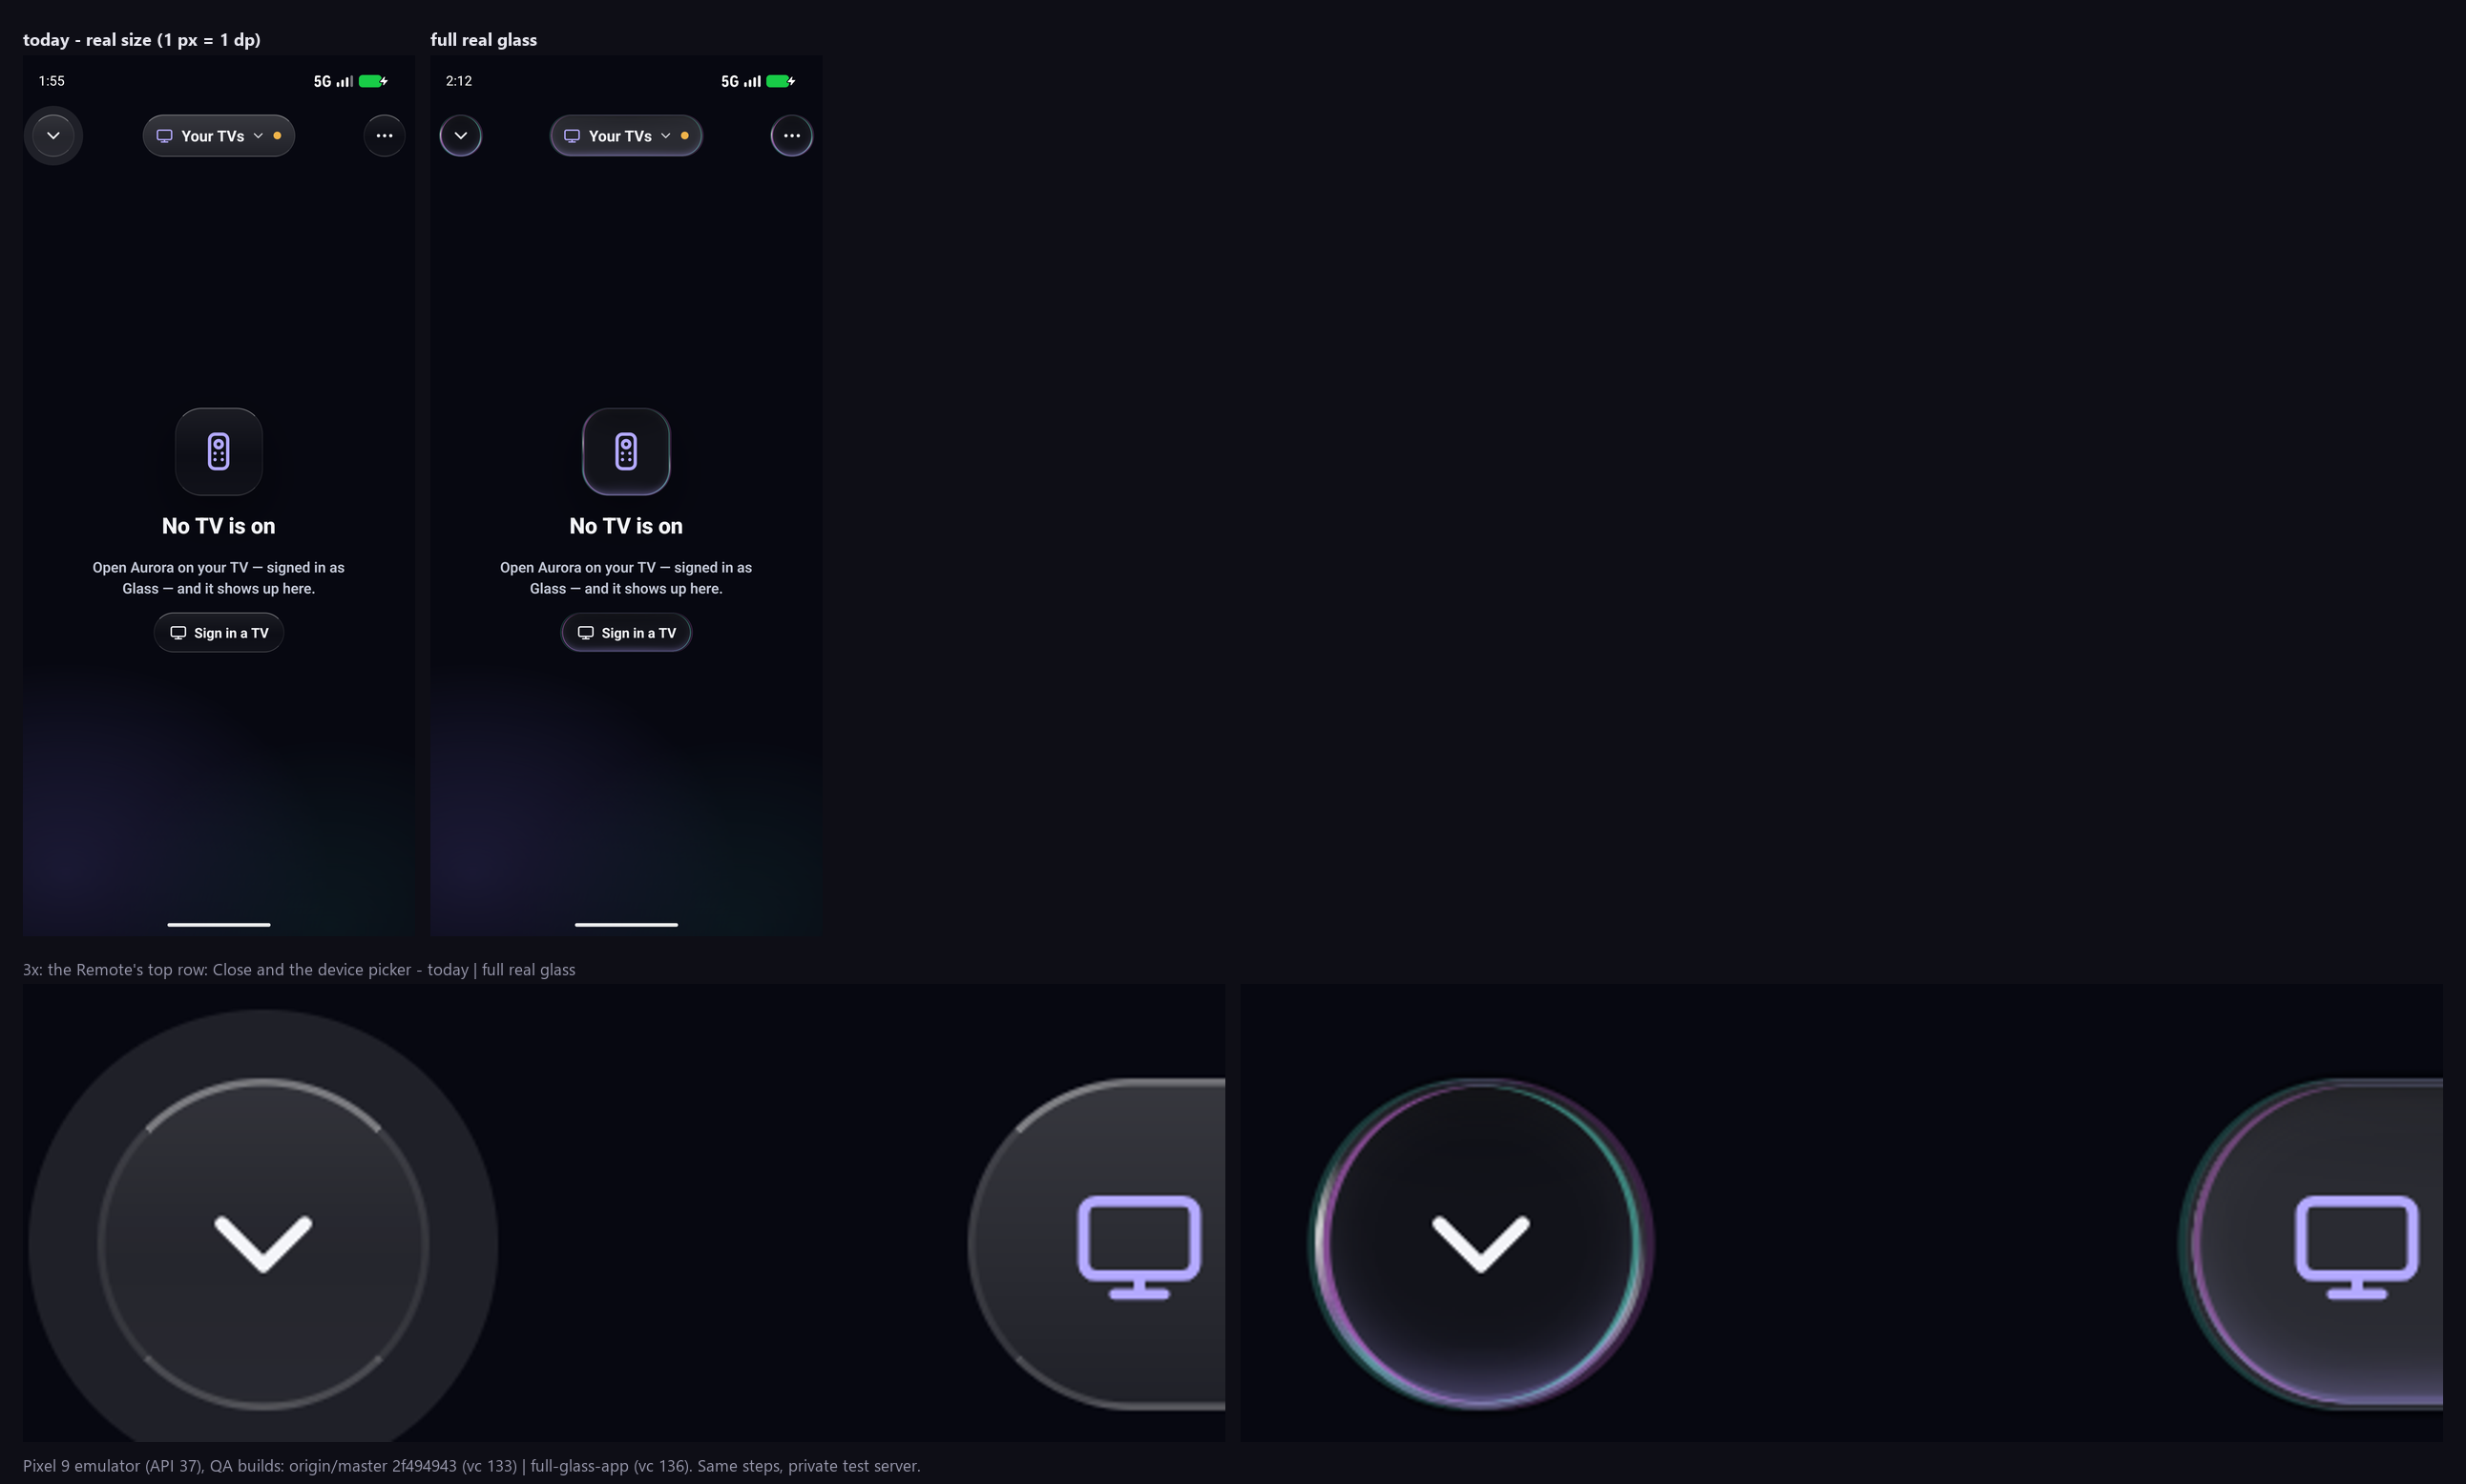 today - real size (1 px = 1 dp)
full real glass
1:55
5G
Your TVs
No TV is on
Open Aurora on your TV — signed in as
Glass — and it shows up here.
Sign in a TV
2:12
5G
Your TVs
No TV is on
Open Aurora on your TV — signed in as
Glass — and it shows up here.
Sign in a TV
3x: the Remote's top row: Close and the device picker - today | full real glass
Pixel 9 emulator (API 37), QA builds: origin/master 2f494943 (vc 133) | full-glass-app (vc 136). Same steps, private test server.